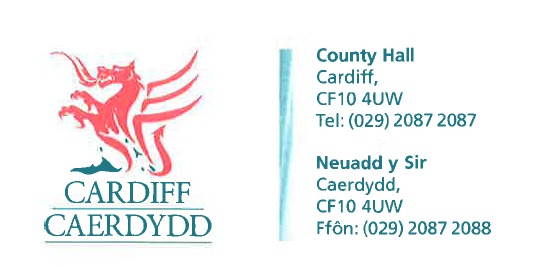 CARDIFF
CAERDYDD
County Hall
Cardiff,
CF10 4UW
Tel: (029) 2087 2087
Neuadd y Sir
Caerdydd,
CF10 4UW
Ffôn: (029) 2087 2088